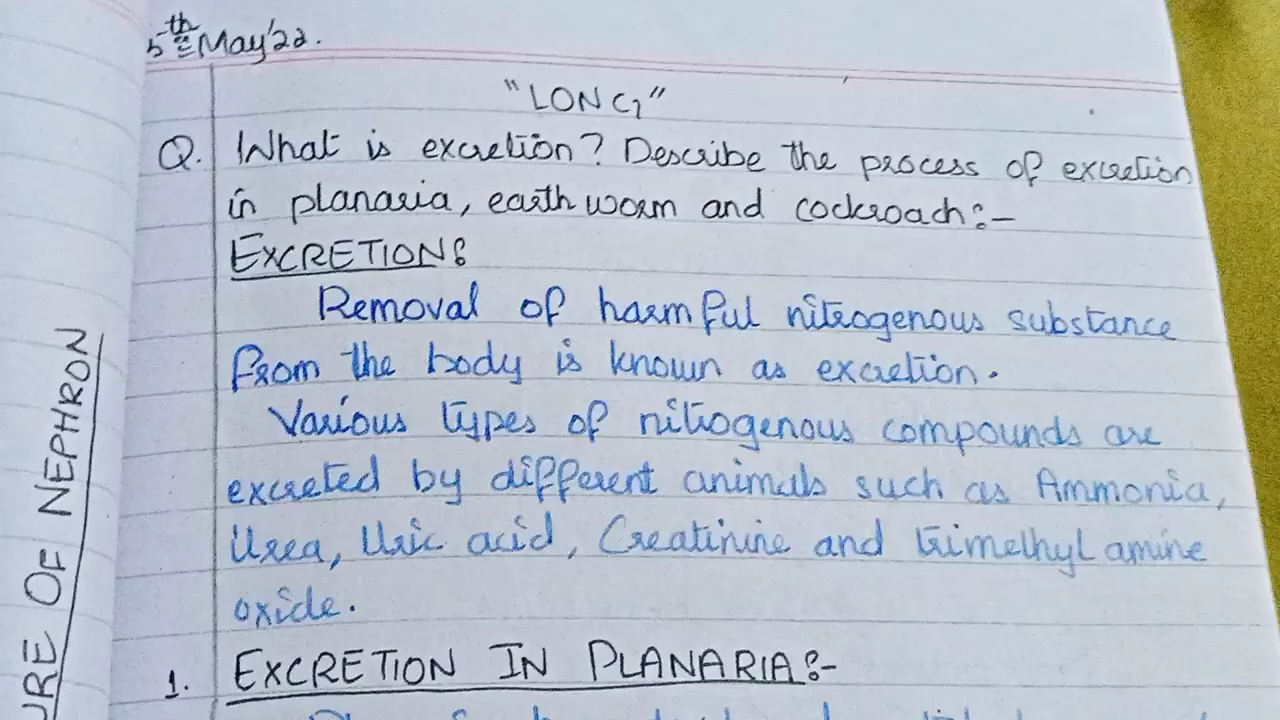 5th May'22.
"LONG"
Q. What is excretion? Describe the process of excretion
in planaria, earth worm and cockroach:-
EXCRETION:
Removal of harmful nitrogenous substance
from the body is known as excretion.
Various types of nitrogenous compounds are
excreted by different animals such as Ammonia,
Urea, Uric acid, Creatinine and trimethyl amine
oxide.
1. EXCRETION IN PLANARIA:-
URE OF NEPHRON